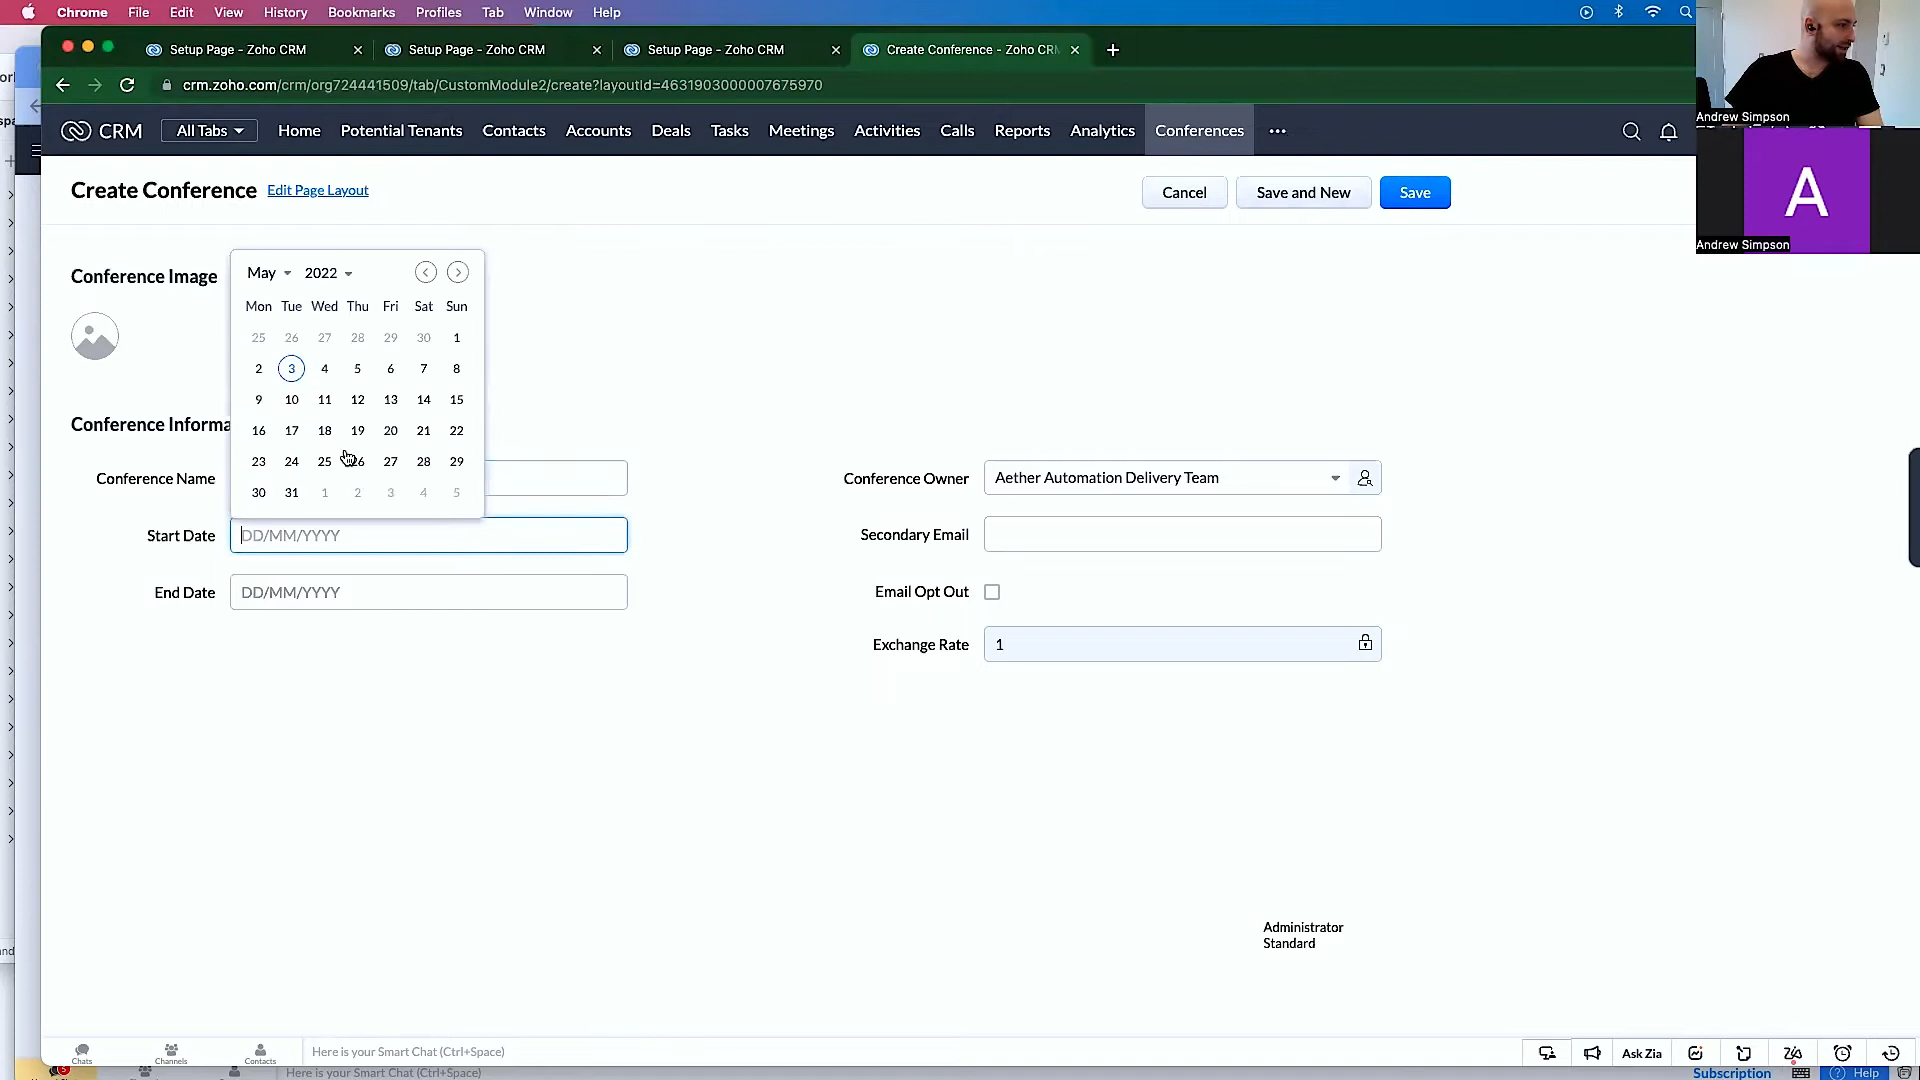 Chrome File Edit View History Bookmarks Profiles Tab Window Help
Setup Page - Zoho CRM Setup Page - Zoho CRM Setup Page - Zoho CRM Create Conference - Zoho CRM
crm.zoho.com/crm/org724441509/tab/CustomModule2/create?layoutId=4631903000007675970
CRM All Tabs Home Potential Tenants Contacts Accounts Deals Tasks Meetings Activities Calls Reports Analytics Conferences ...
Andrew Simpson
A
Andrew Simpson
Create Conference Edit Page Layout Cancel Save and New Save
Conference Image
May 2022
Mon Tue Wed Thu Fri Sat Sun
25 26 27 28 29 30 1
2 3 4 5 6 7 8
9 10 11 12 13 14 15
16 17 18 19 20 21 22
23 24 25 26 27 28 29
30 31 1 2 3 4 5
Conference Informa
Conference Name
Conference Owner Aether Automation Delivery Team
Start Date DD/MM/YYYY
Secondary Email
End Date DD/MM/YYYY
Email Opt Out
Exchange Rate 1
Administrator
Standard
Chats Channels Contacts Here is your Smart Chat (Ctrl+Space) Ask Zia
5 Here is your Smart Chat (Ctrl+Space) Subscription Help